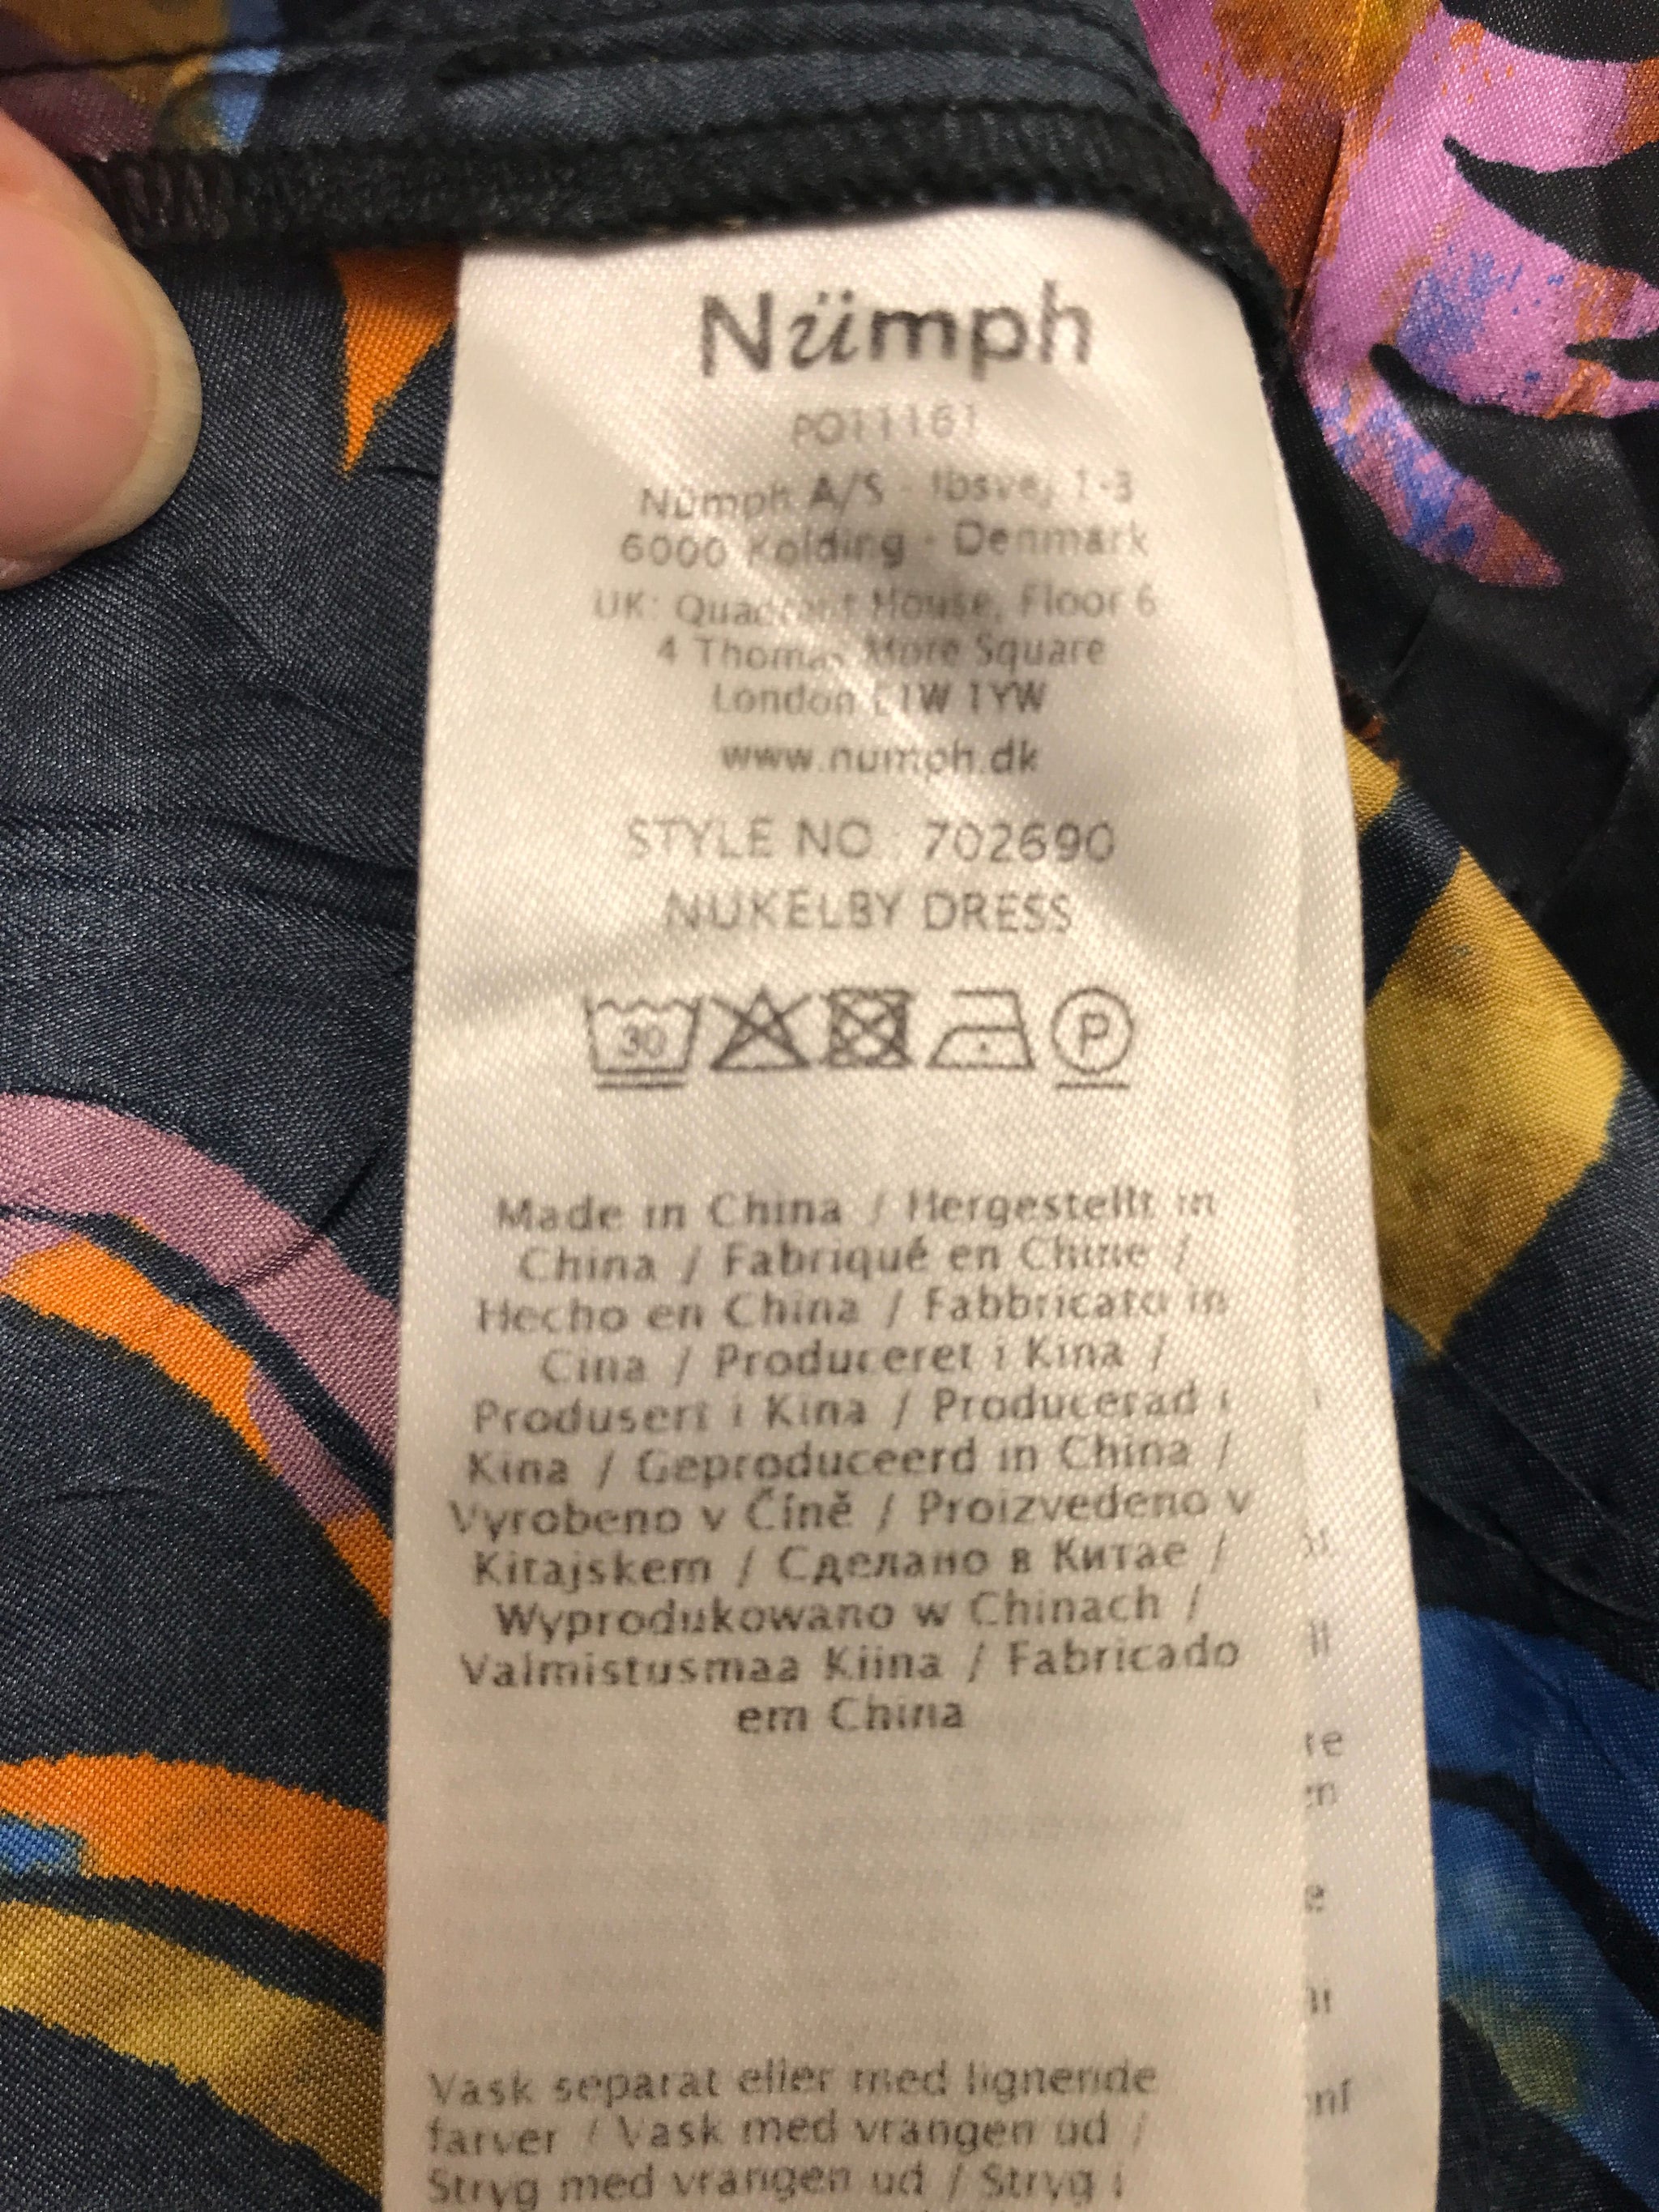 Nümph
PO11161
Nümph A/S · Ibsvej 1-3
6000 Kolding · Denmark
UK: Quadrant House, Floor 6
4 Thomas More Square
London E1W 1YW
www.numph.dk
STYLE NO.: 702690
NUKELBY DRESS
30
P
Made in China / Hergestellt in
China / Fabriqué en Chine /
Hecho en China / Fabbricato in
Cina / Produceret i Kina /
Produsert i Kina / Producerad i
Kina / Geproduceerd in China /
Vyrobeno v Číně / Proizvedeno v
Kitajskem / Сделано в Китае /
Wyprodukowano w Chinach /
Valmistusmaa Kiina / Fabricado
em China
Vask separat eller med lignende
farver / Vask med vrangen ud /
Stryg med vrangen ud / Stryg i